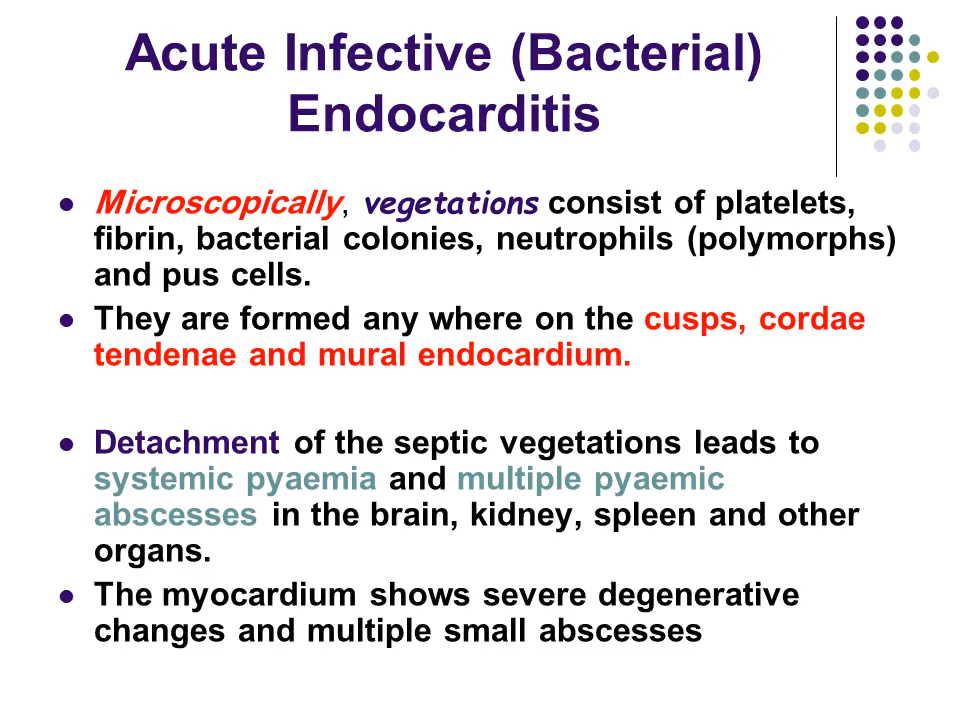 Acute Infective (Bacterial)
Endocarditis
● Microscopically, vegetations consist of platelets,
fibrin, bacterial colonies, neutrophils (polymorphs)
and pus cells.
● They are formed any where on the cusps, cordae
tendenae and mural endocardium.
● Detachment of the septic vegetations leads to
systemic pyaemia and multiple pyaemic
abscesses in the brain, kidney, spleen and other
organs.
● The myocardium shows severe degenerative
changes and multiple small abscesses